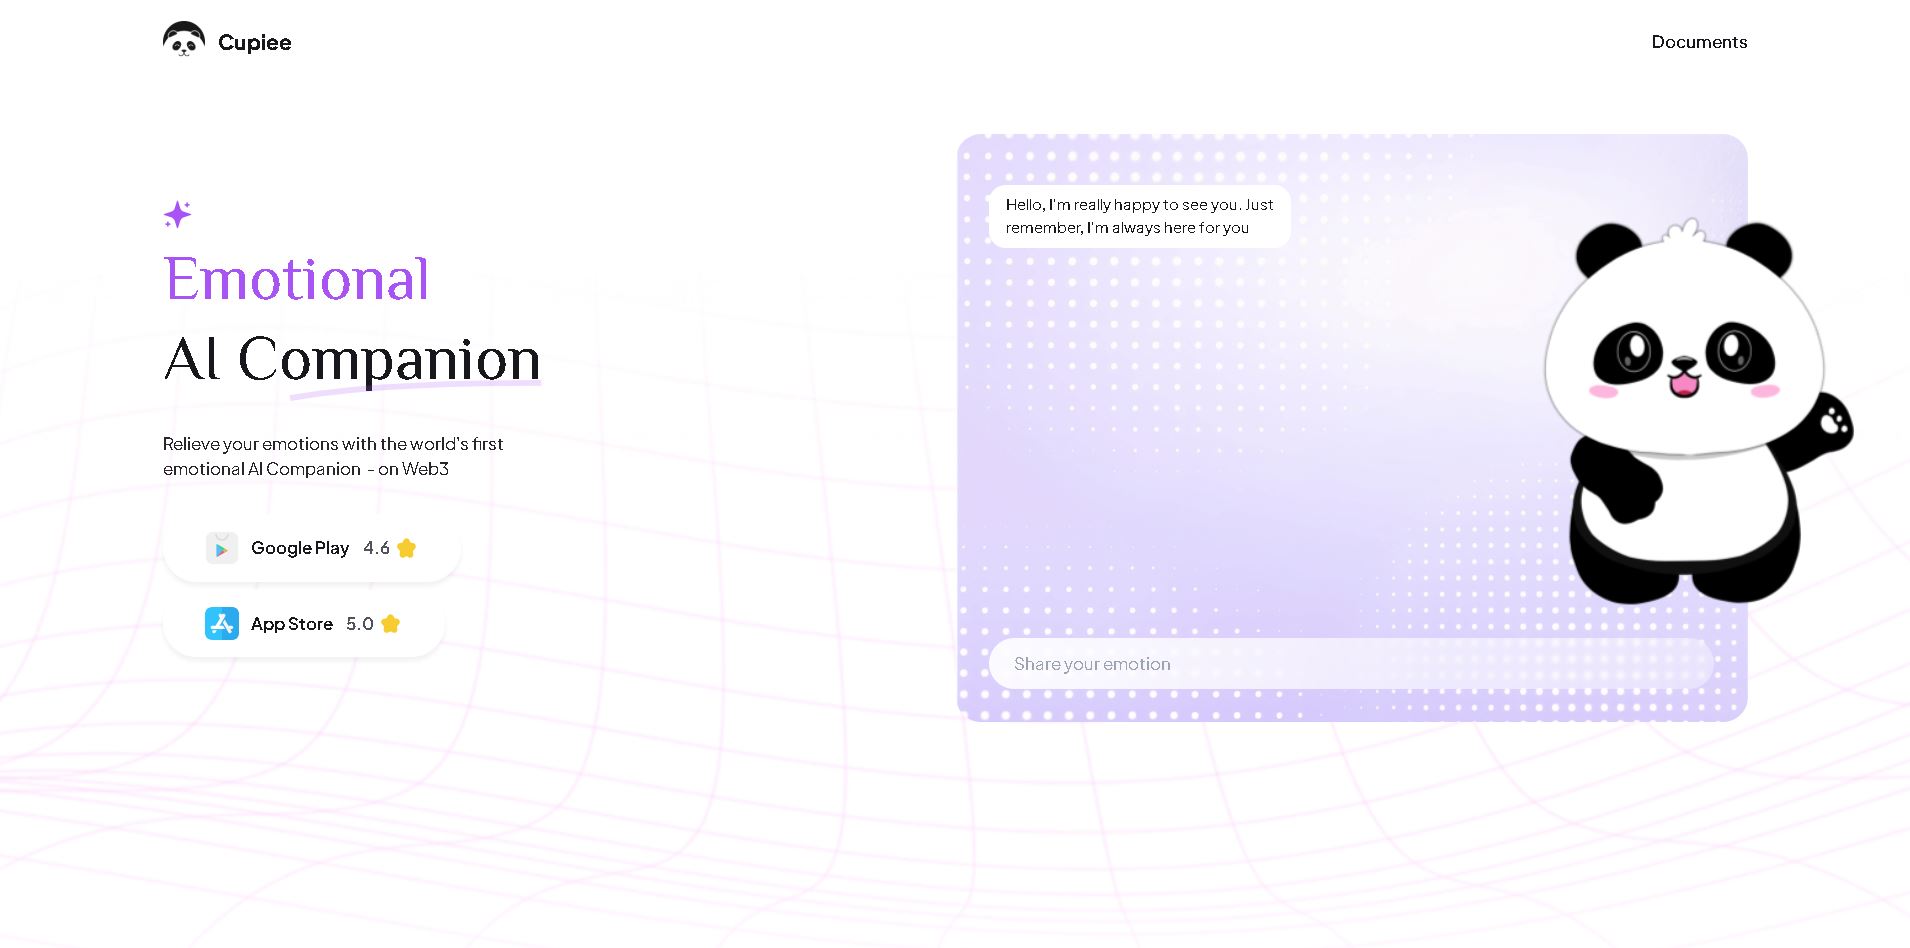 Cupiee
Documents
Emotional
AI Companion
Relieve your emotions with the world's first
emotional AI Companion - on Web3
Google Play 4.6
App Store 5.0
Hello, I'm really happy to see you. Just
remember, I'm always here for you
Share your emotion